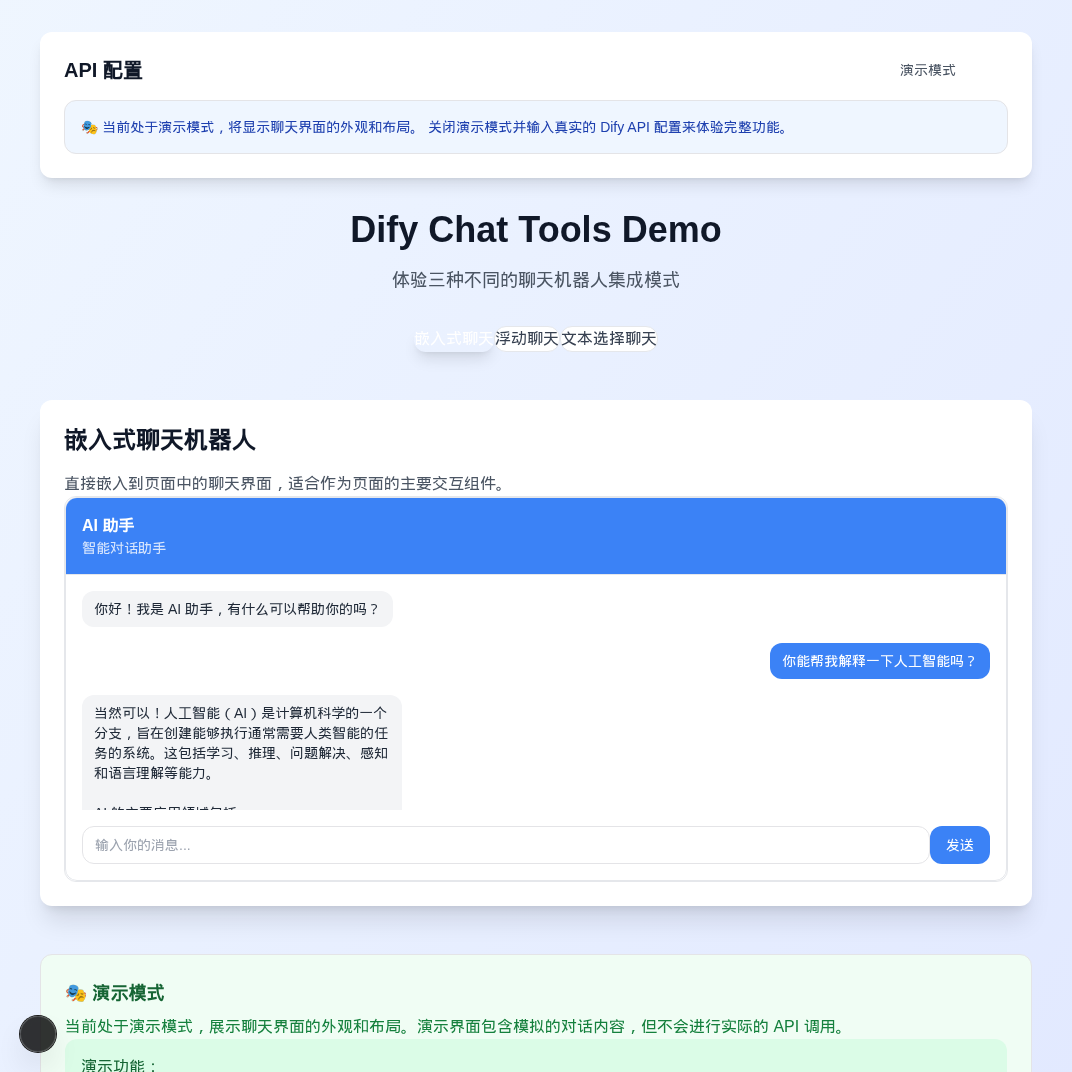 API 配置
演示模式
🎭 当前处于演示模式，将显示聊天界面的外观和布局。 关闭演示模式并输入真实的 Dify API 配置来体验完整功能。
Dify Chat Tools Demo
体验三种不同的聊天机器人集成模式
嵌入式聊天 浮动聊天 文本选择聊天
嵌入式聊天机器人
直接嵌入到页面中的聊天界面，适合作为页面的主要交互组件。
AI 助手
智能对话助手
你好！我是 AI 助手，有什么可以帮助你的吗？
你能帮我解释一下人工智能吗？
当然可以！人工智能（AI）是计算机科学的一个
分支，旨在创建能够执行通常需要人类智能的任
务的系统。这包括学习、推理、问题解决、感知
和语言理解等能力。
AI 的主要应用领域包括
输入你的消息...
发送
🎭 演示模式
当前处于演示模式，展示聊天界面的外观和布局。演示界面包含模拟的对话内容，但不会进行实际的 API 调用。
演示功能：